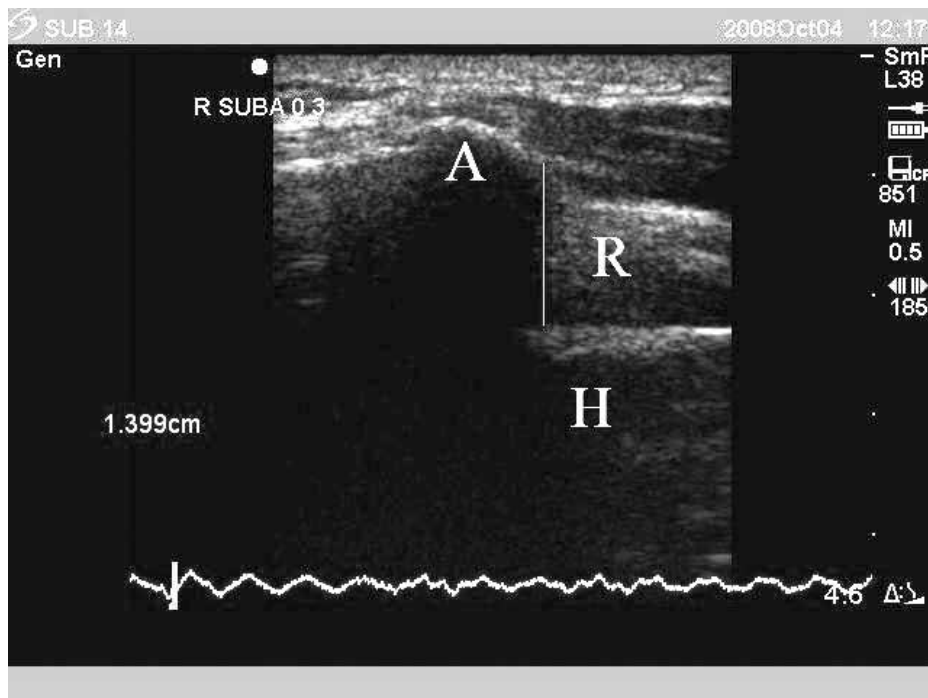 SUB 14 2008Oct04 12:17
Gen
R SUBA 0.3
L38
CF
851
MI
0.5
185
A
R
H
1.399cm
4.6 Δ: